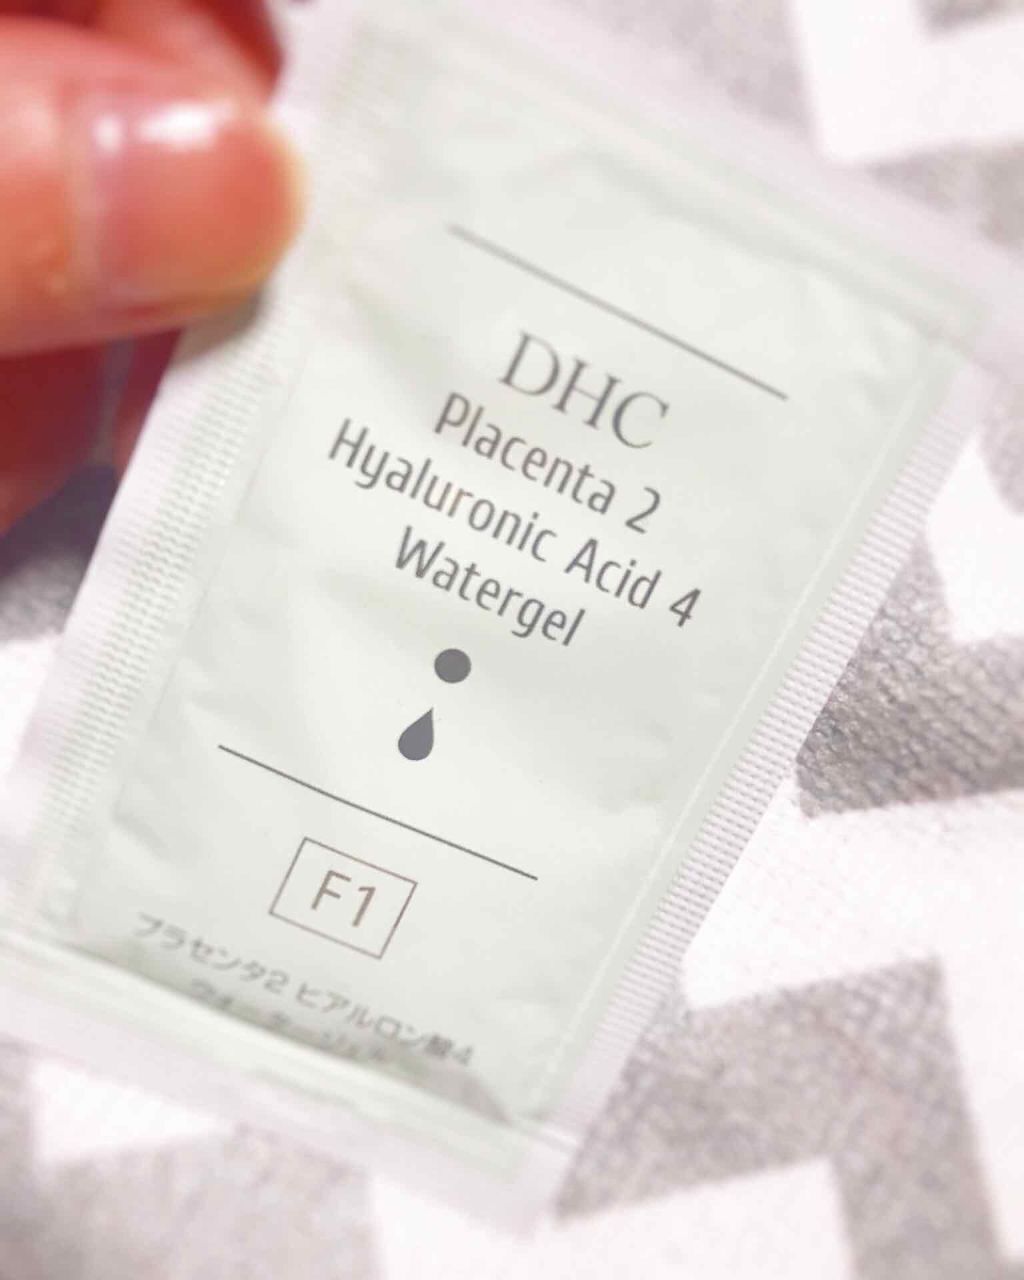 DHC
Placenta 2
Hyaluronic Acid 4
Watergel
F1
プラセンタ2 ヒアルロン酸4